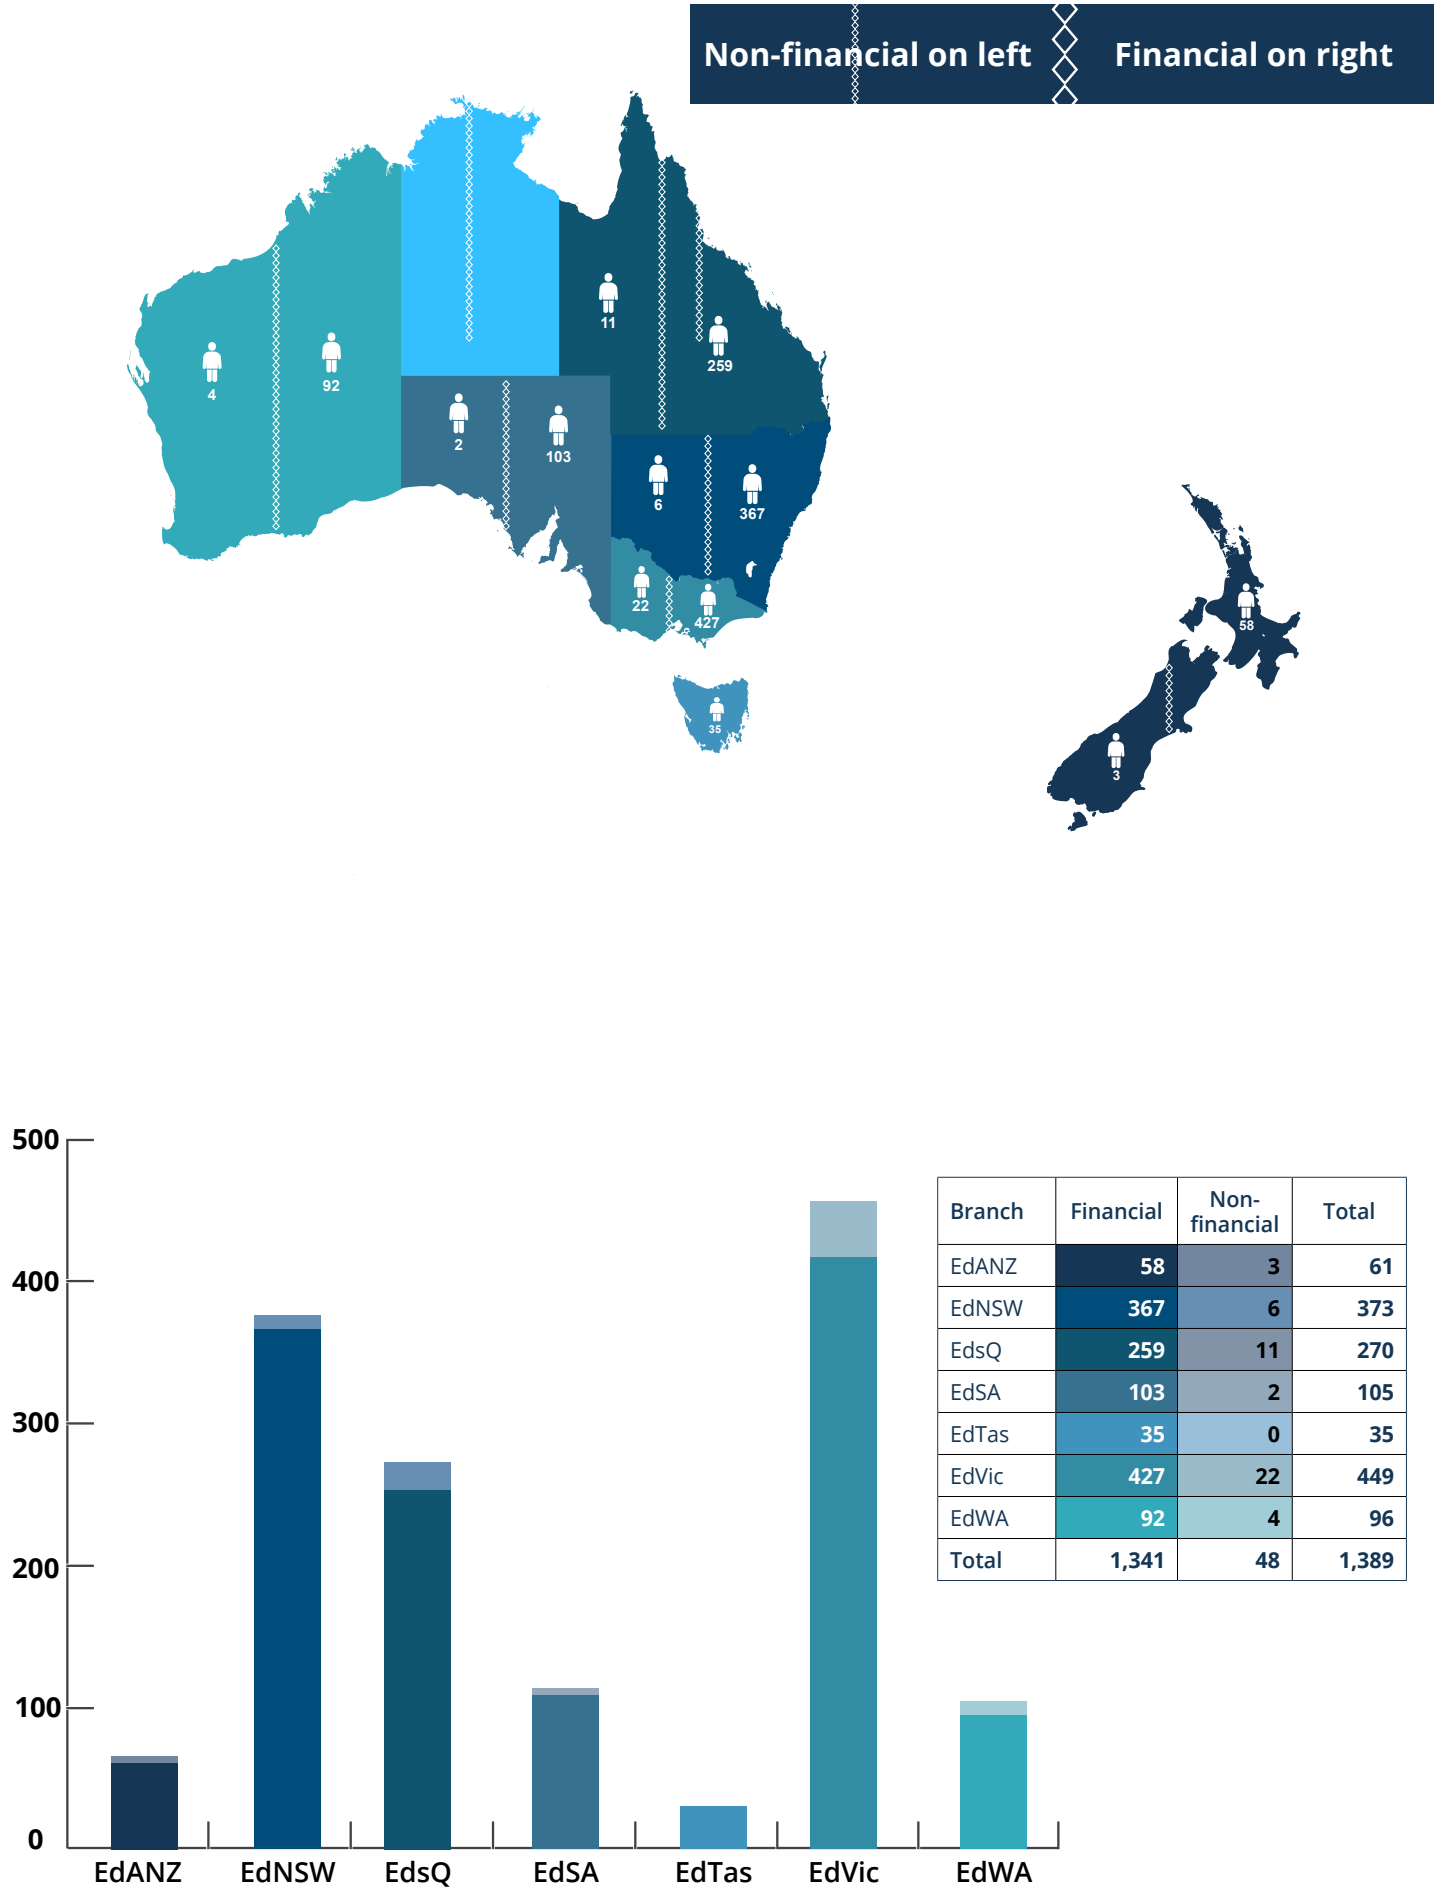 Non-financial on left Financial on right
11
259
4
92
2
103
6
367
22
427
58
35
3
500
400
300
200
100
0
EdANZ EdNSW EdsQ EdSA EdTas EdVic EdWA
Branch Financial Non-financial Total
EdANZ 58 3 61
EdNSW 367 6 373
EdsQ 259 11 270
EdSA 103 2 105
EdTas 35 0 35
EdVic 427 22 449
EdWA 92 4 96
Total 1,341 48 1,389